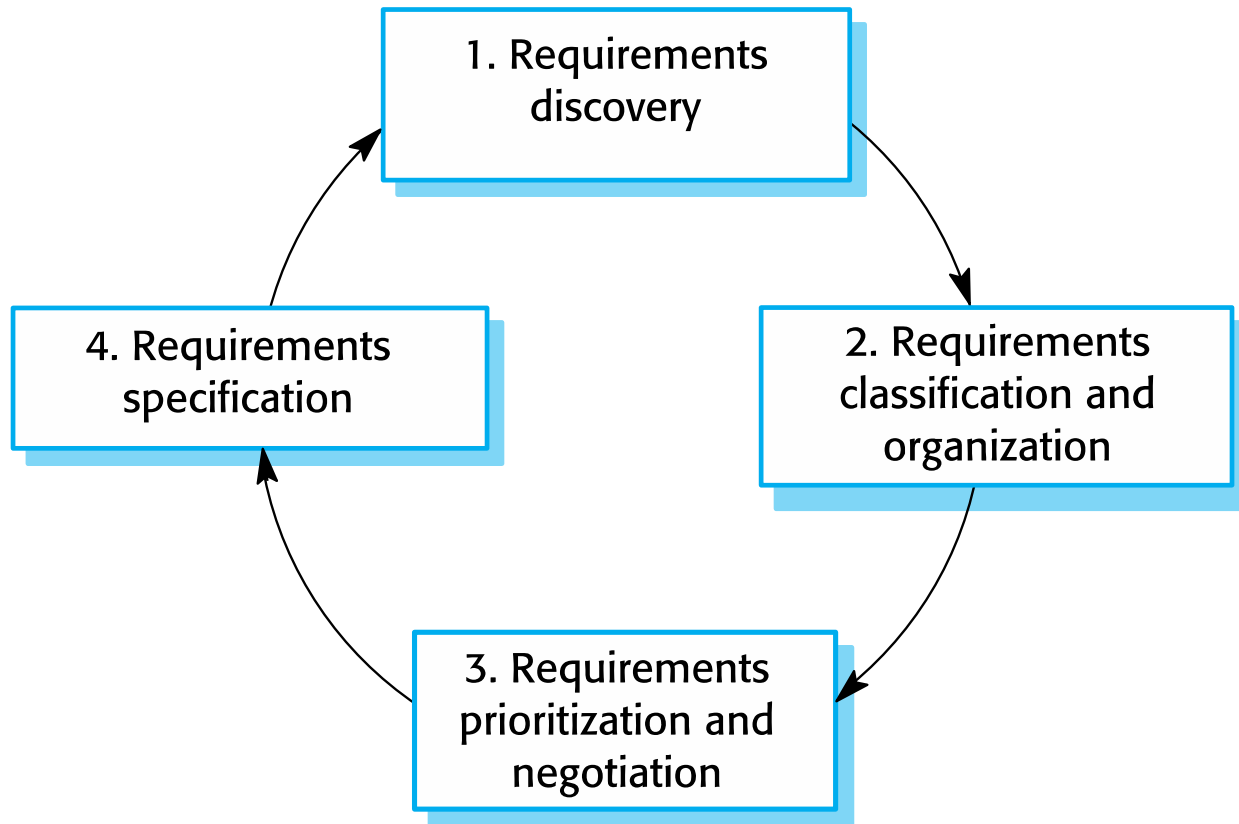 1. Requirements
discovery
2. Requirements
classification and
organization
3. Requirements
prioritization and
negotiation
4. Requirements
specification